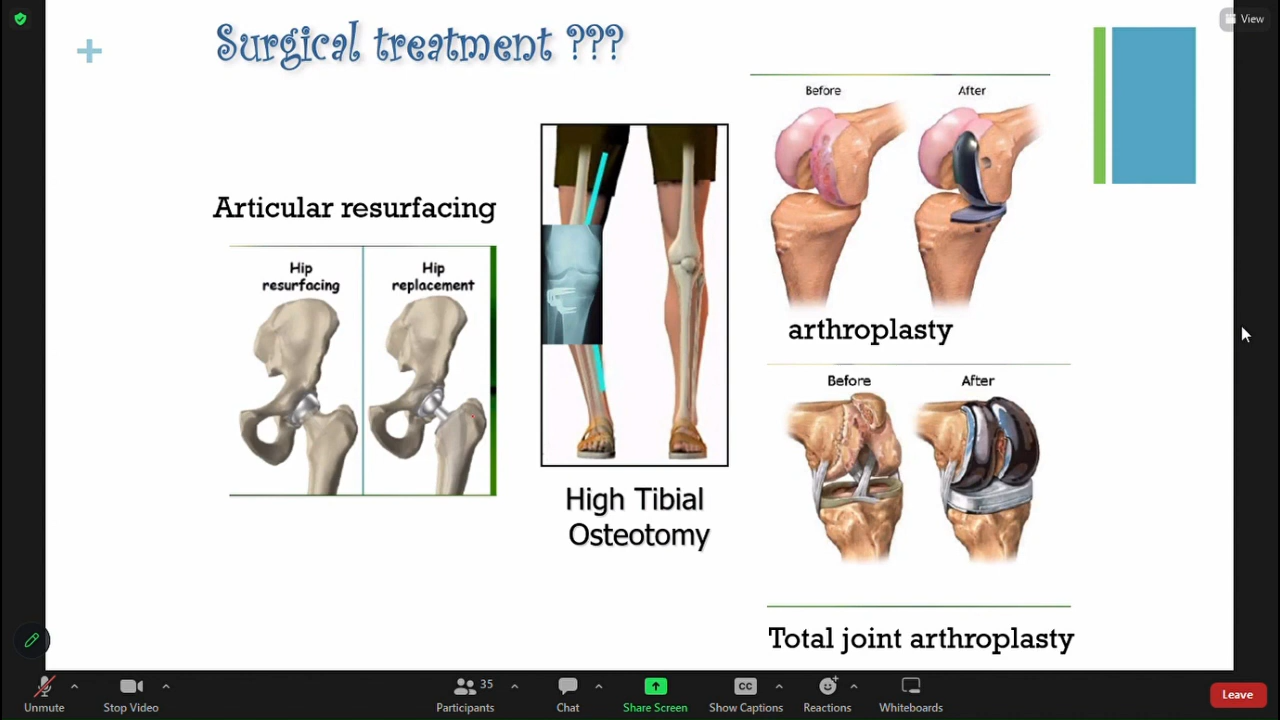 View
Surgical treatment ???
Before
After
Articular resurfacing
Hip
resurfacing
Hip
replacement
arthroplasty
Before
After
High Tibial
Osteotomy
Total joint arthroplasty
35
CC
Unmute
Stop Video
Participants
Chat
Share Screen
Show Captions
Reactions
Whiteboards
Leave